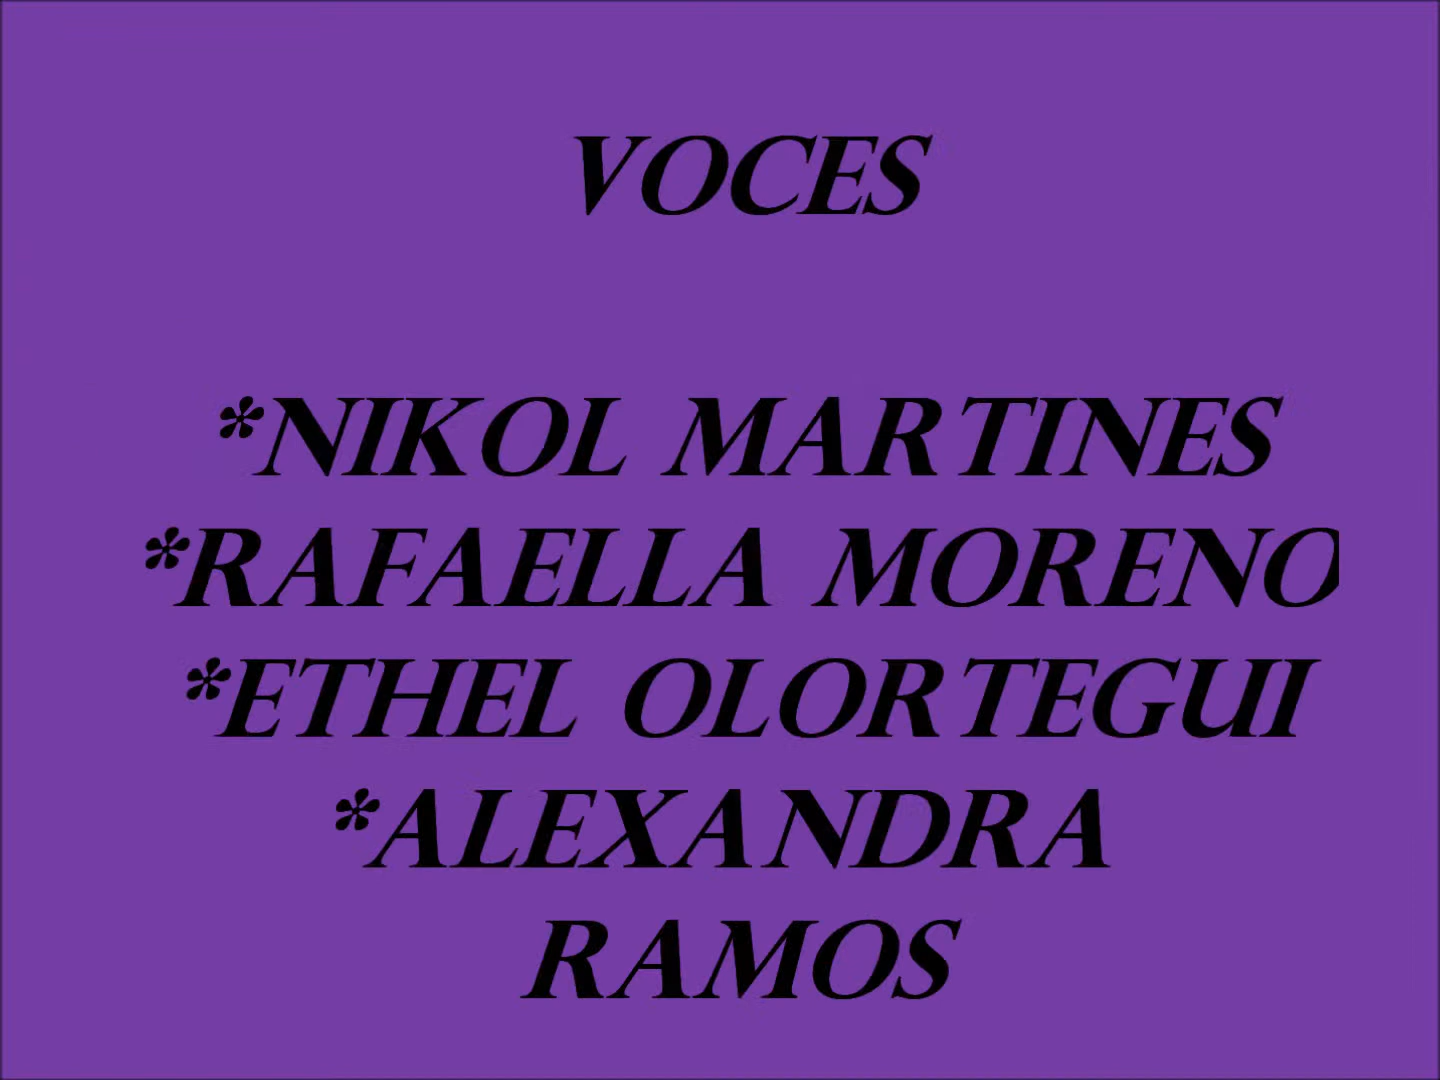 VOCES
*NIKOL MARTINES
*RAFAELLA MORENO
*ETHEL OLORTEGUI
*ALEXANDRA
RAMOS